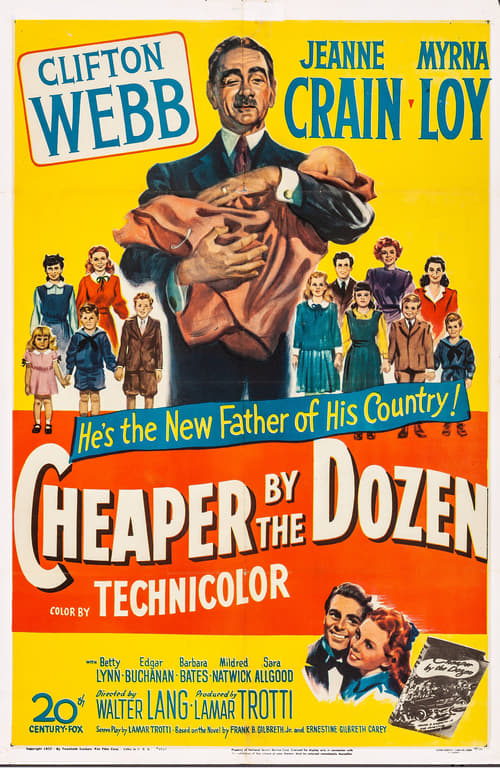 CLIFTON
WEBB
JEANNE MYRNA
CRAIN · LOY
He's the New Father of His Country!
CHEAPER BY THE DOZEN
COLOR BY TECHNICOLOR
WITH Betty LYNN · Edgar BUCHANAN · Barbara BATES · Mildred NATWICK · Sara ALLGOOD
Directed by WALTER LANG · Produced by LAMAR TROTTI
Screen Play by LAMAR TROTTI · Based on the Novel by FRANK B. GILBRETH Jr. and ERNESTINE GILBRETH CAREY
20th
CENTURY-FOX
Cheaper
by the Dozen